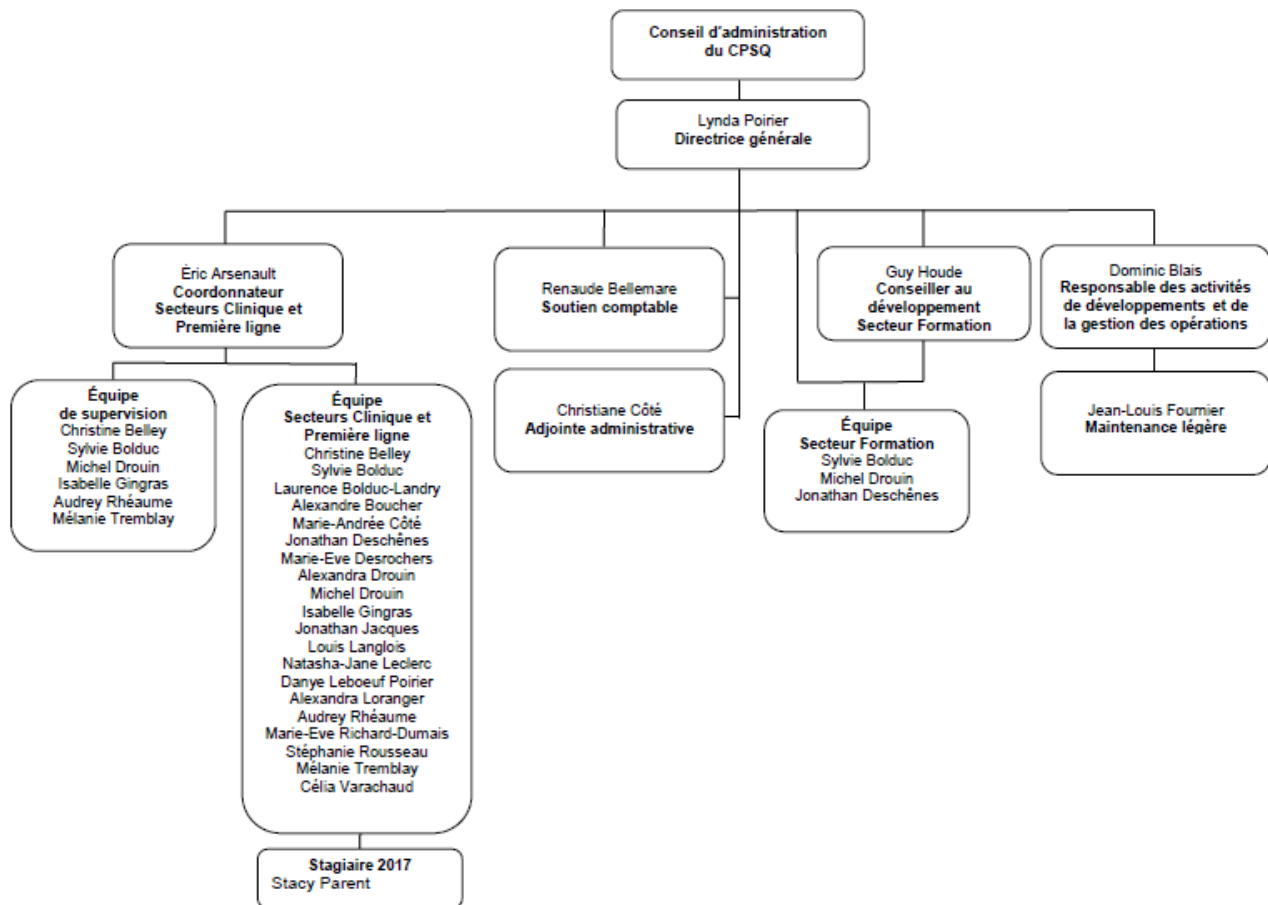 Conseil d'administration
du CPSQ
Lynda Poirier
Directrice générale
Éric Arsenault
Coordonnateur
Secteurs Clinique et
Première ligne
Renaude Bellemare
Soutien comptable
Guy Houde
Conseiller au
développement
Secteur Formation
Dominic Blais
Responsable des activités
de développements et de
la gestion des opérations
Équipe
de supervision
Christine Belley
Sylvie Bolduc
Michel Drouin
Isabelle Gingras
Audrey Rhéaume
Mélanie Tremblay
Équipe
Secteurs Clinique et
Première ligne
Christine Belley
Sylvie Bolduc
Laurence Bolduc-Landry
Alexandre Boucher
Marie-Andrée Côté
Jonathan Deschênes
Marie-Eve Desrochers
Alexandra Drouin
Michel Drouin
Isabelle Gingras
Jonathan Jacques
Louis Langlois
Natasha-Jane Leclerc
Danye Leboeuf Poirier
Alexandra Loranger
Audrey Rhéaume
Marie-Eve Richard-Dumais
Stéphanie Rousseau
Mélanie Tremblay
Célia Varachaud
Christiane Côté
Adjointe administrative
Équipe
Secteur Formation
Sylvie Bolduc
Michel Drouin
Jonathan Deschênes
Jean-Louis Fournier
Maintenance légère
Stagiaire 2017
Stacy Parent